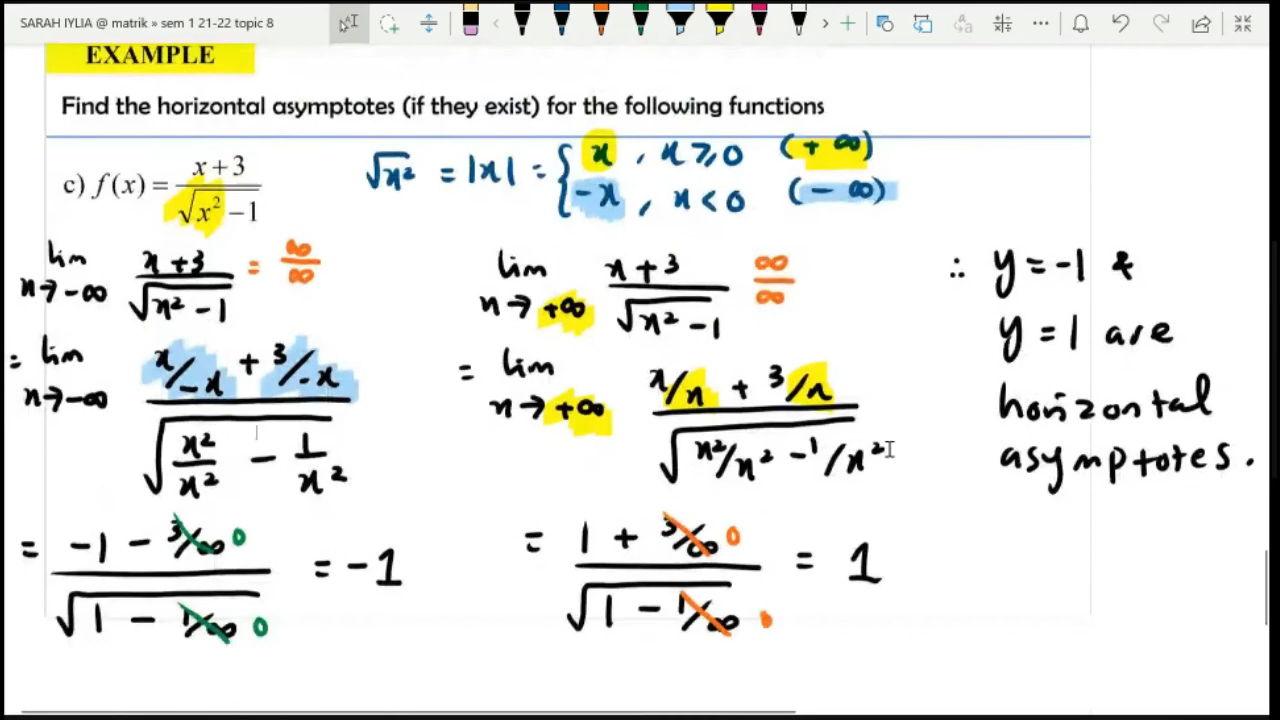 SARAH IYLIA @ matrik » sem 1 21-22 topic 8
EXAMPLE
Find the horizontal asymptotes (if they exist) for the following functions
c) f(x) = (x + 3)/(√x² − 1)
√x² = |x| = { x , x ≥ 0 (+∞)
−x , x < 0 (−∞)
lim x→−∞ (x+3)/√(x² − 1) = ∞/∞
= lim x→−∞ (x/−x + 3/−x)/√(x²/x² − 1/x²)
= (−1 − 3/∞ 0)/√(1 − 1/∞ 0) = −1
lim x→+∞ (x+3)/√(x² − 1) ∞/∞
= lim x→+∞ (x/x + 3/x)/√(x²/x² − 1/x²)
= (1 + 3/∞ 0)/√(1 − 1/∞ 0) = 1
∴ y = −1 &
y = 1 are
horizontal
asymptotes.